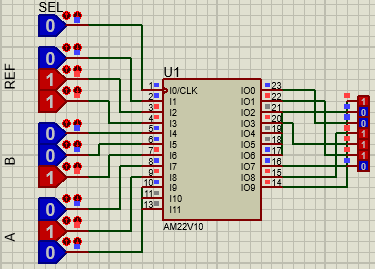 SEL
0
REF
0
1
1
B
0
0
1
A
0
1
0
U1
1
2
3
4
5
6
7
8
9
10
11
13
I0/CLK
I1
I2
I3
I4
I5
I6
I7
I8
I9
I10
I11
IO0
IO1
IO2
IO3
IO4
IO5
IO6
IO7
IO8
IO9
23
22
21
20
19
18
17
16
15
14
AM22V10
1
0
0
1
1
1
0